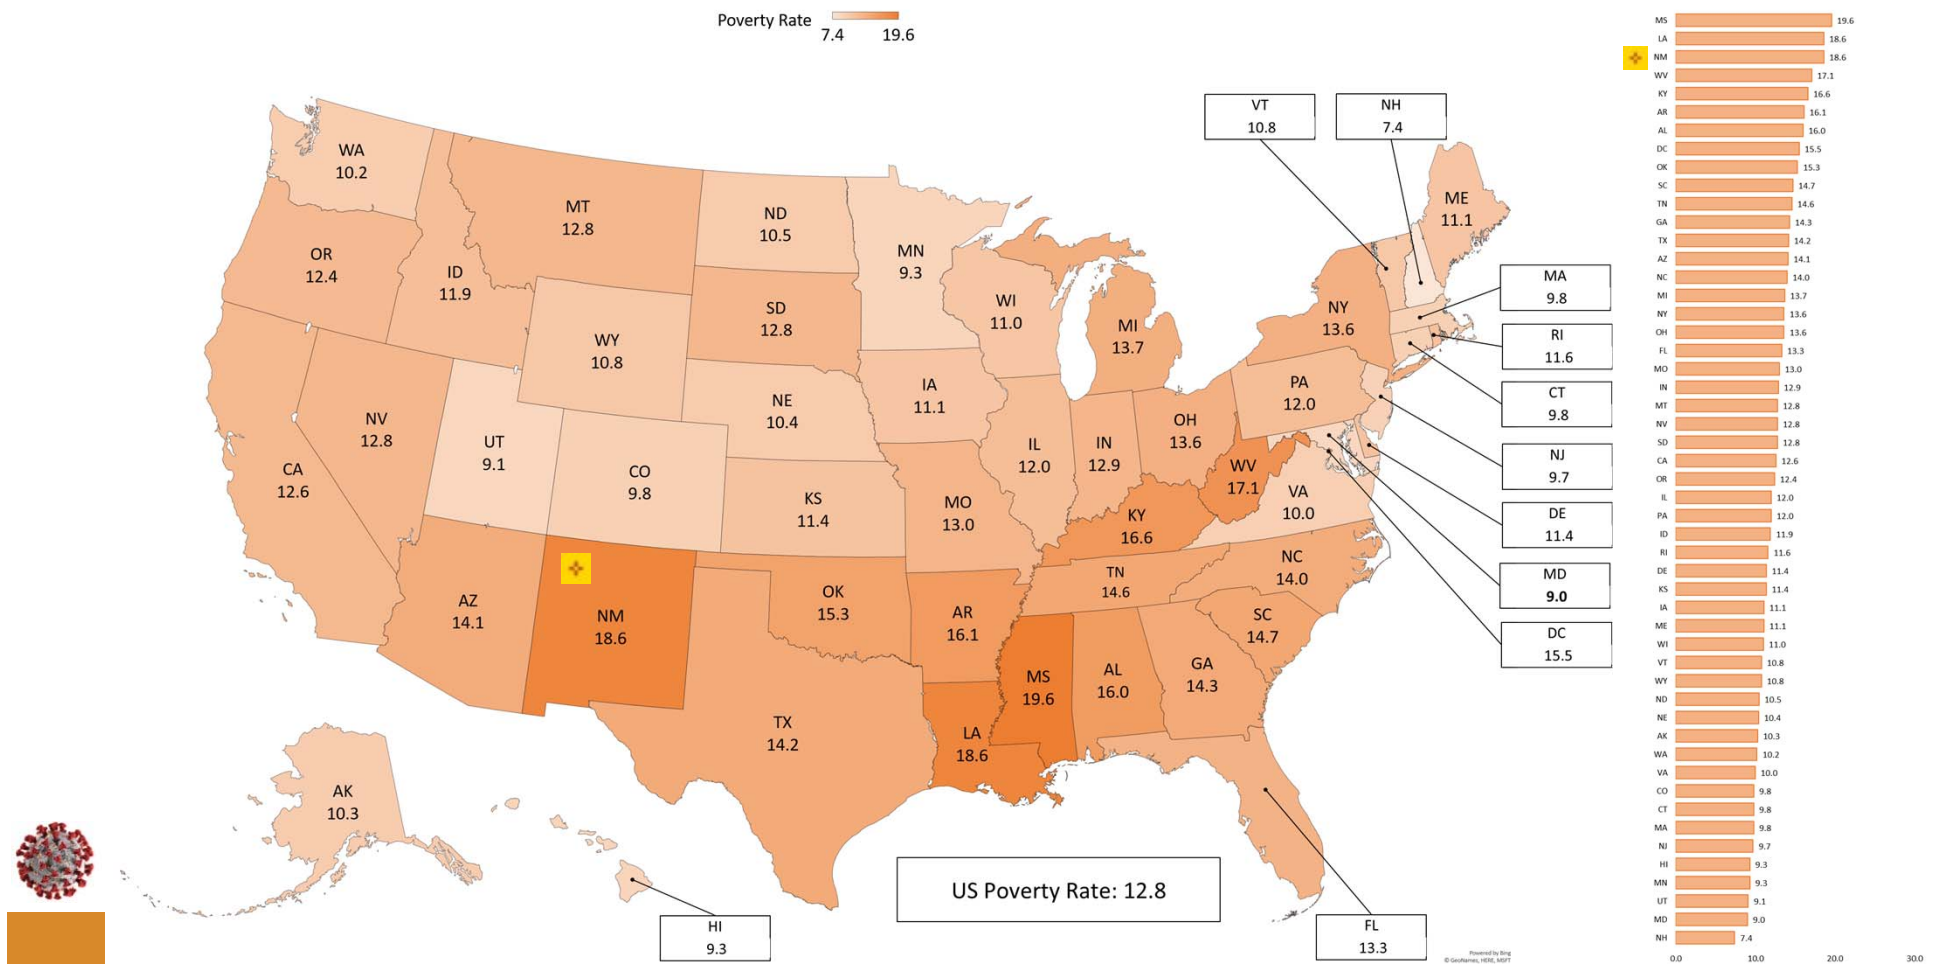 Poverty Rate
7.4 19.6
WA
10.2
OR
12.4
CA
12.6
ID
11.9
NV
12.8
MT
12.8
WY
10.8
UT
9.1
AZ
14.1
CO
9.8
NM
18.6
ND
10.5
SD
12.8
NE
10.4
KS
11.4
OK
15.3
TX
14.2
MN
9.3
IA
11.1
MO
13.0
AR
16.1
LA
18.6
WI
11.0
IL
12.0
MI
13.7
IN
12.9
OH
13.6
KY
16.6
TN
14.6
MS
19.6
AL
16.0
GA
14.3
SC
14.7
NC
14.0
VA
10.0
WV
17.1
PA
12.0
NY
13.6
ME
11.1
VT
10.8
NH
7.4
MA
9.8
RI
11.6
CT
9.8
NJ
9.7
DE
11.4
MD
9.0
DC
15.5
FL
13.3
AK
10.3
HI
9.3
US Poverty Rate: 12.8
Powered by Bing
© GeoNames, HERE, MSFT
MS 19.6
LA 18.6
NM 18.6
WV 17.1
KY 16.6
AR 16.1
AL 16.0
DC 15.5
OK 15.3
SC 14.7
TN 14.6
GA 14.3
TX 14.2
AZ 14.1
NC 14.0
MI 13.7
NY 13.6
OH 13.6
FL 13.3
MO 13.0
IN 12.9
MT 12.8
NV 12.8
SD 12.8
CA 12.6
OR 12.4
IL 12.0
PA 12.0
ID 11.9
RI 11.6
DE 11.4
KS 11.4
IA 11.1
ME 11.1
WI 11.0
VT 10.8
WY 10.8
ND 10.5
NE 10.4
AK 10.3
WA 10.2
VA 10.0
CO 9.8
CT 9.8
MA 9.8
NJ 9.7
HI 9.3
MN 9.3
UT 9.1
MD 9.0
NH 7.4
0.0 10.0 20.0 30.0